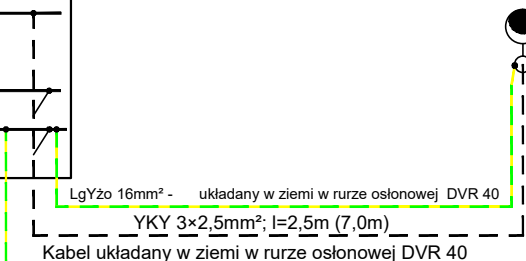 LgYżo 16mm² - układany w ziemi w rurze osłonowej DVR 40
YKY 3×2,5mm²; l=2,5m (7,0m)
Kabel układany w ziemi w rurze osłonowej DVR 40